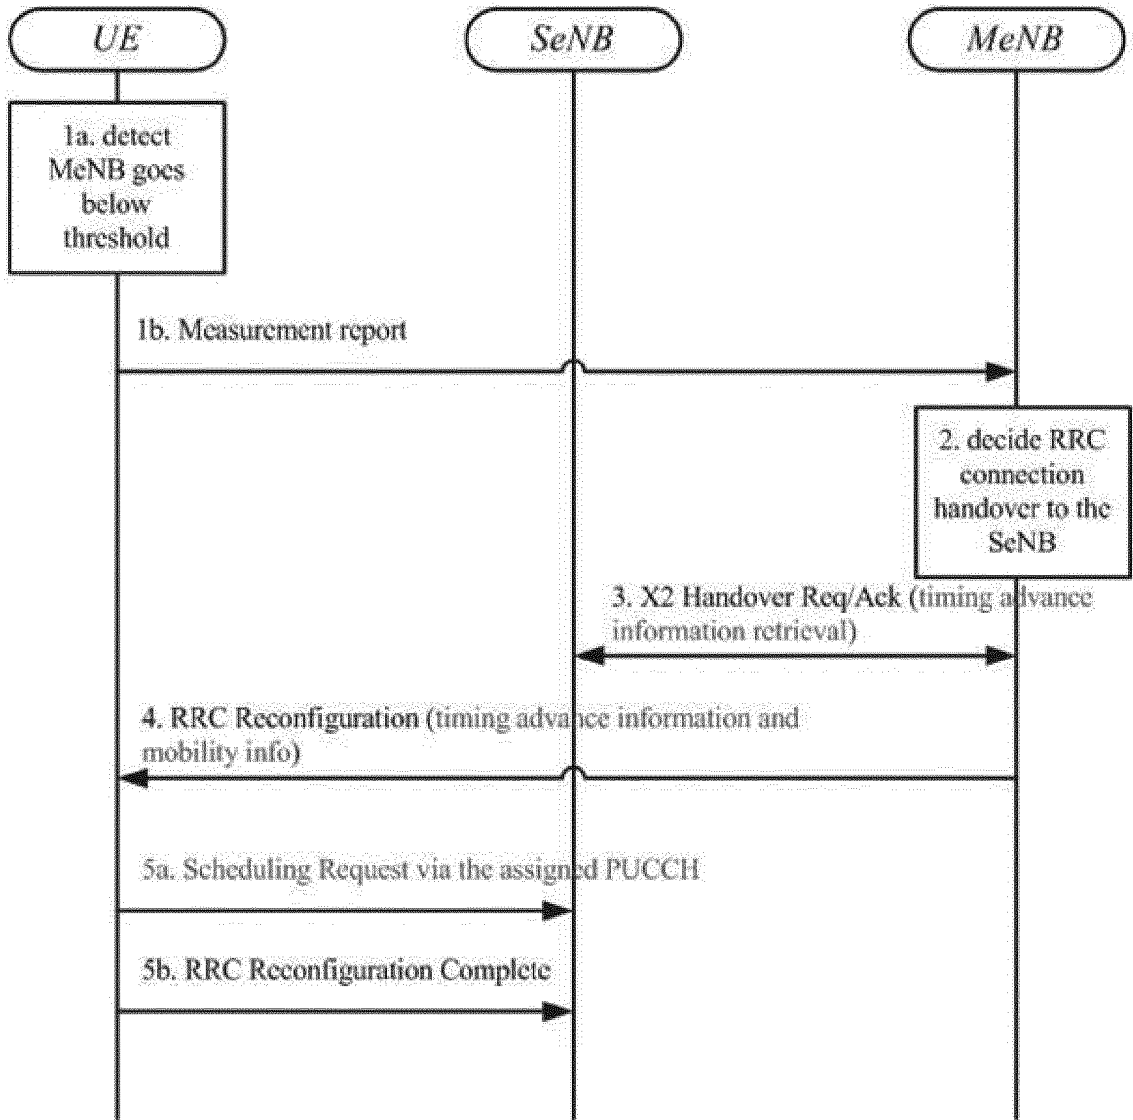 UE
SeNB
MeNB
1a. detect
MeNB goes
below
threshold
1b. Measurement report
2. decide RRC
connection
handover to the
SeNB
3. X2 Handover Req/Ack (timing advance
information retrieval)
4. RRC Reconfiguration (timing advance information and
mobility info)
5a. Scheduling Request via the assigned PUCCH
5b. RRC Reconfiguration Complete